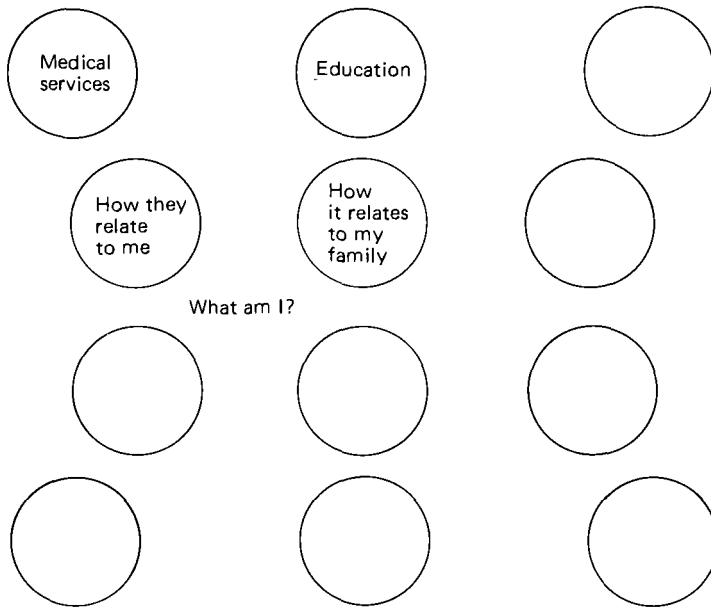 Medical
services
Education
How they
relate
to me
How
it relates
to my
family
What am I?